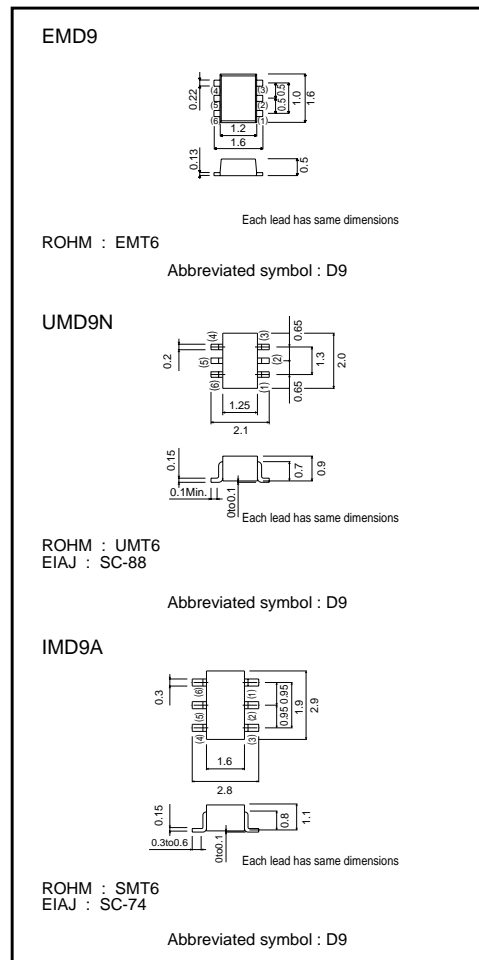 EMD9
0.22
(4)
(5)
(6)
(3)
(2)
(1)
0.5 0.5
1.0
1.6
1.2
1.6
0.13
0.5
Each lead has same dimensions
ROHM : EMT6
Abbreviated symbol : D9
UMD9N
0.2
(4)
(5)
(6)
(3)
(2)
(1)
0.65
0.65
1.3
2.0
1.25
2.1
0.15
0.1Min.
0to0.1
0.7
0.9
Each lead has same dimensions
ROHM : UMT6
EIAJ : SC-88
Abbreviated symbol : D9
IMD9A
0.3
(6)
(5)
(4)
(1)
(2)
(3)
0.95 0.95
1.9
2.9
1.6
2.8
0.15
0.3to0.6
0to0.1
0.8
1.1
Each lead has same dimensions
ROHM : SMT6
EIAJ : SC-74
Abbreviated symbol : D9